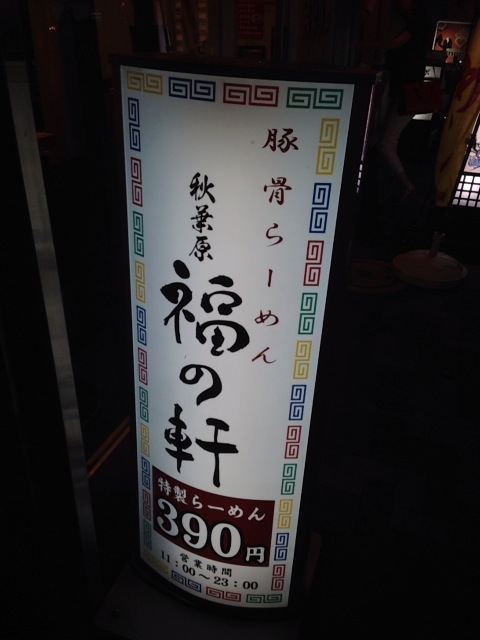 豚骨らーめん
秋葉原
福の軒
特製らーめん
390円
営業時間
11:00～23:00